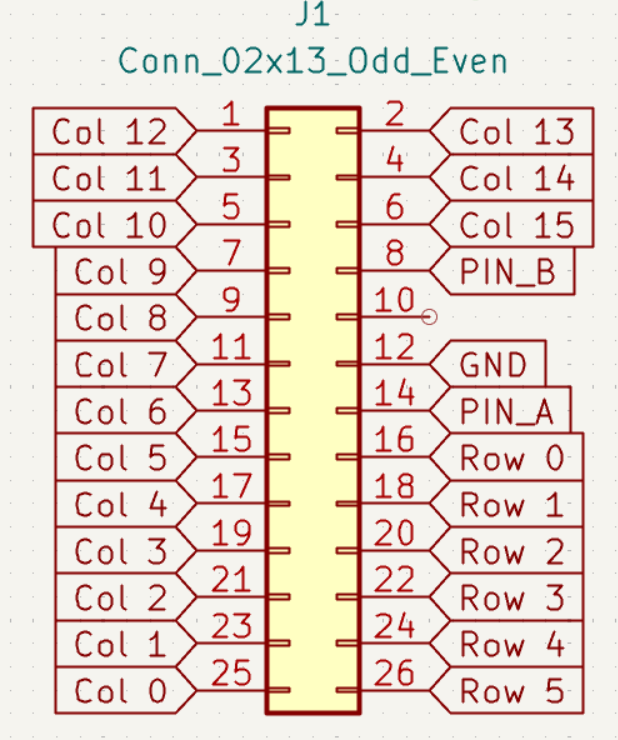 J1
Conn_02x13_Odd_Even
Col 12 1 2 Col 13
Col 11 3 4 Col 14
Col 10 5 6 Col 15
Col 9 7 8 PIN_B
Col 8 9 10
Col 7 11 12 GND
Col 6 13 14 PIN_A
Col 5 15 16 Row 0
Col 4 17 18 Row 1
Col 3 19 20 Row 2
Col 2 21 22 Row 3
Col 1 23 24 Row 4
Col 0 25 26 Row 5